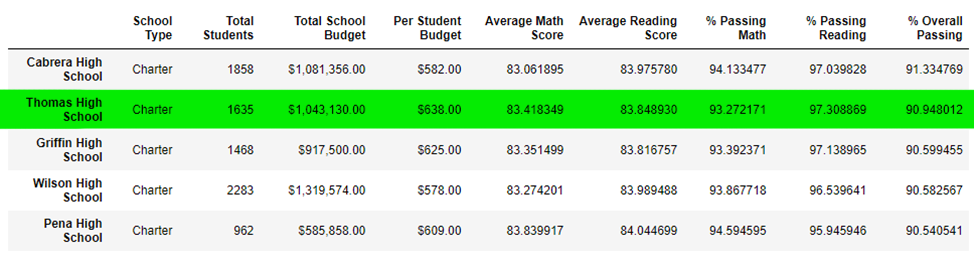 School Type Total Students Total School Budget Per Student Budget Average Math Score Average Reading Score % Passing Math % Passing Reading % Overall Passing
Cabrera High School Charter 1858 $1,081,356.00 $582.00 83.061895 83.975780 94.133477 97.039828 91.334769
Thomas High School Charter 1635 $1,043,130.00 $638.00 83.418349 83.848930 93.272171 97.308869 90.948012
Griffin High School Charter 1468 $917,500.00 $625.00 83.351499 83.816757 93.392371 97.138965 90.599455
Wilson High School Charter 2283 $1,319,574.00 $578.00 83.274201 83.989488 93.867718 96.539641 90.582567
Pena High School Charter 962 $585,858.00 $609.00 83.839917 84.044699 94.594595 95.945946 90.540541